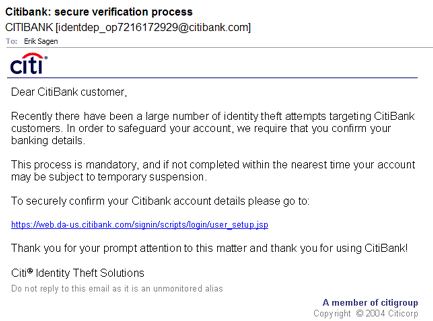 Citibank: secure verification process
CITIBANK [identdep_op7216172929@citibank.com]
To: Erik Sagen
citi
Dear CitiBank customer,
Recently there have been a large number of identity theft attempts targeting CitiBank
customers. In order to safeguard your account, we require that you confirm your
banking details.
This process is mandatory, and if not completed within the nearest time your account
may be subject to temporary suspension.
To securely confirm your Citibank account details please go to:
https://web.da-us.citibank.com/signin/scripts/login/user_setup.jsp
Thank you for your prompt attention to this matter and thank you for using CitiBank!
Citi® Identity Theft Solutions
Do not reply to this email as it is an unmonitored alias
A member of citigroup
Copyright © 2004 Citicorp